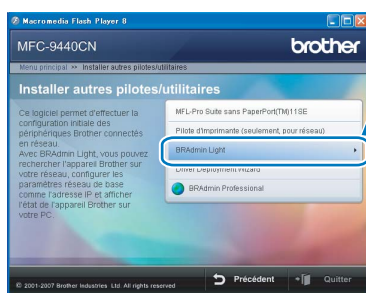 Macromedia Flash Player 8
MFC-9440CN
brother
Menu principal >> Installer autres pilotes/utilitaires
Installer autres pilotes/utilitaires
Ce logiciel permet d'effectuer la
configuration initiale des
périphériques Brother connectés
en réseau.
Avec BRAdmin Light, vous pouvez
rechercher l'appareil Brother sur
votre réseau, configurer les
paramètres réseau de base
comme l'adresse IP et afficher
l'état de l'appareil Brother sur
votre PC.
MFL-Pro Suite sans PaperPort(TM)11SE
Pilote d'imprimante (seulement, pour réseau)
BRAdmin Light
Driver Deployment Wizard
BRAdmin Professional
© 2001-2007 Brother Industries Ltd. All rights reserved
Précédent
Quitter